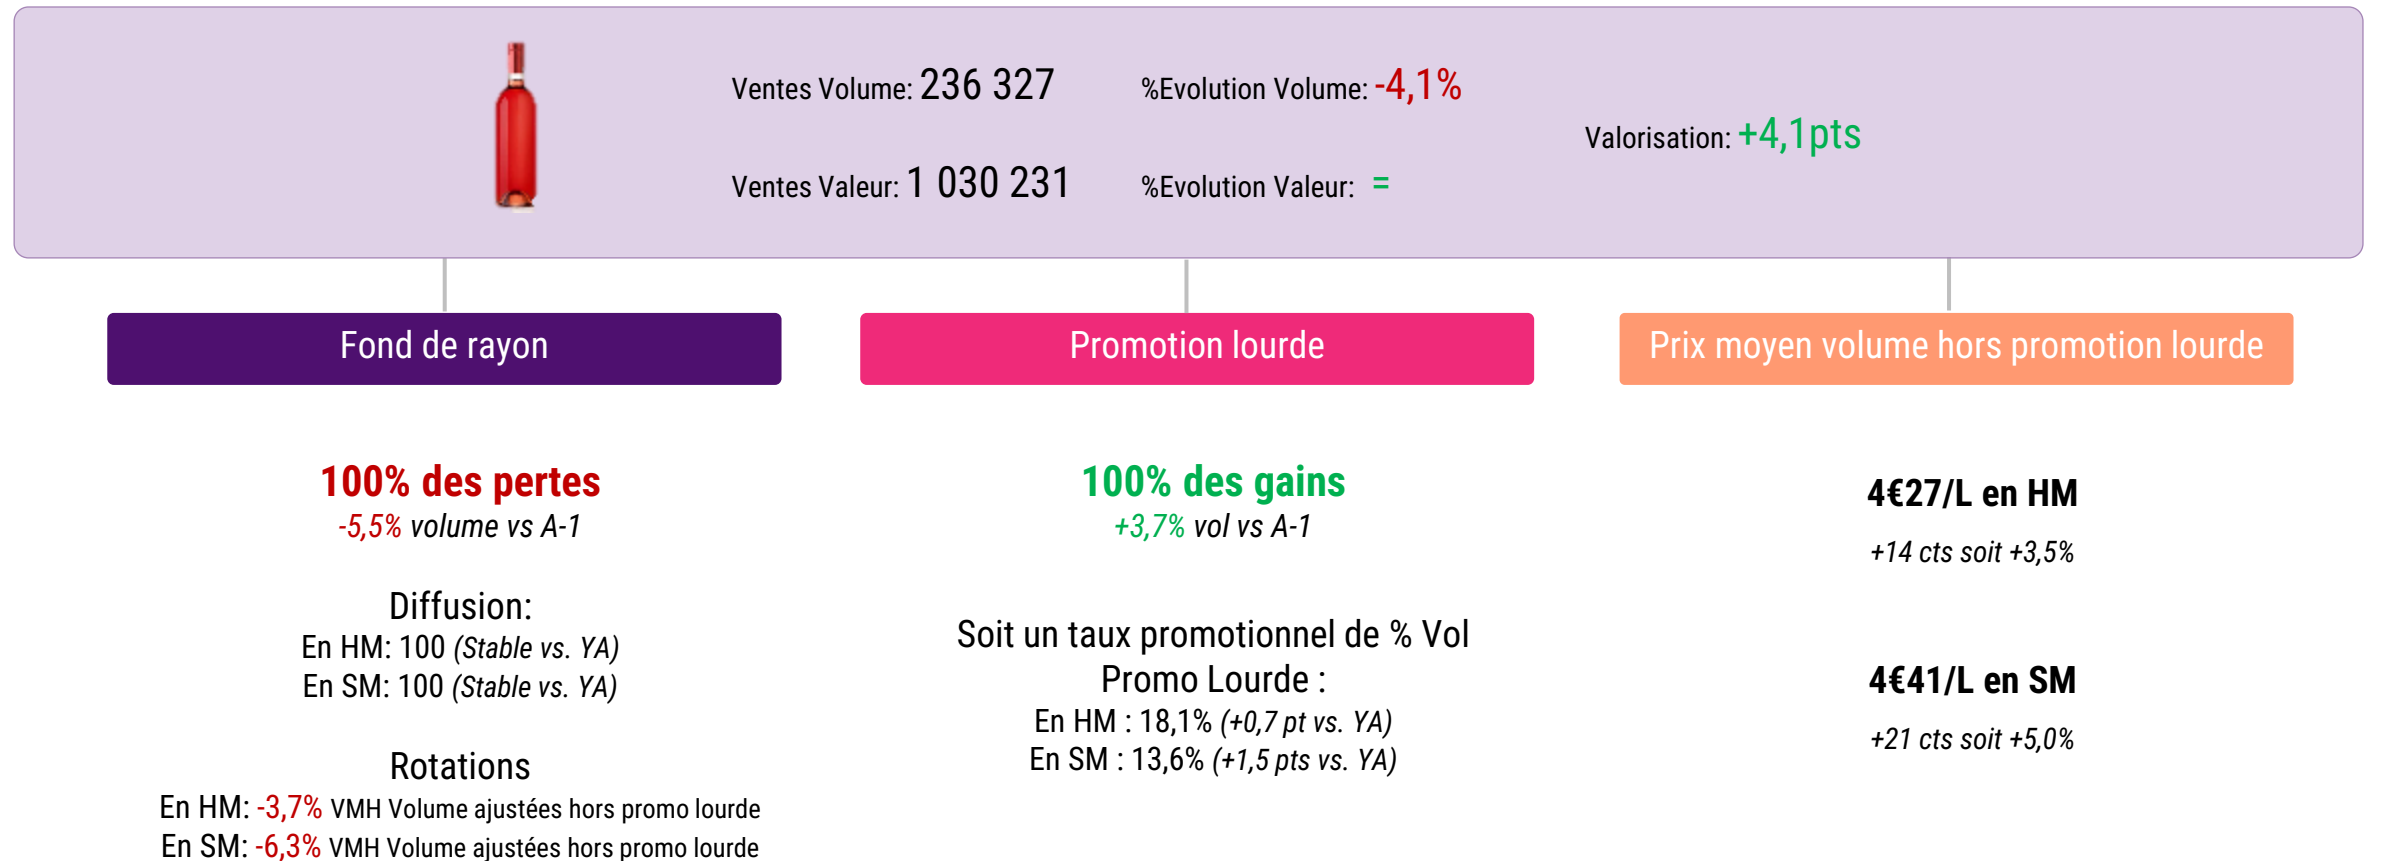 Ventes Volume: 236 327 %Evolution Volume: -4,1%
Valorisation: +4,1pts
Ventes Valeur: 1 030 231 %Evolution Valeur: =
Fond de rayon
100% des pertes
-5,5% volume vs A-1
Diffusion:
En HM: 100 (Stable vs. YA)
En SM: 100 (Stable vs. YA)
Rotations
En HM: -3,7% VMH Volume ajustées hors promo lourde
En SM: -6,3% VMH Volume ajustées hors promo lourde
Promotion lourde
100% des gains
+3,7% vol vs A-1
Soit un taux promotionnel de % Vol
Promo Lourde :
En HM : 18,1% (+0,7 pt vs. YA)
En SM : 13,6% (+1,5 pts vs. YA)
Prix moyen volume hors promotion lourde
4€27/L en HM
+14 cts soit +3,5%
4€41/L en SM
+21 cts soit +5,0%